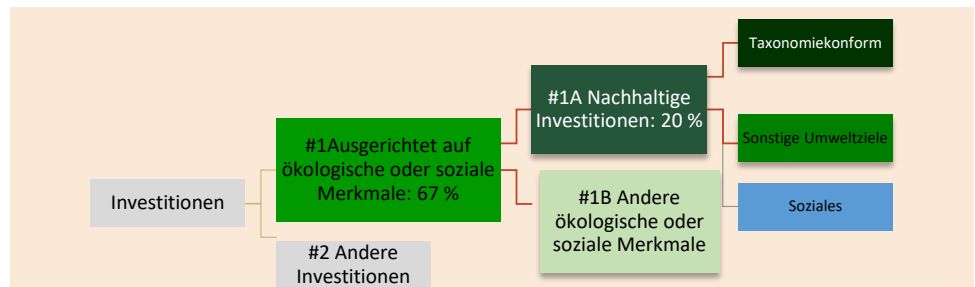 Investitionen
#1Ausgerichtet auf
ökologische oder soziale
Merkmale: 67 %
#2 Andere
Investitionen
#1A Nachhaltige
Investitionen: 20 %
#1B Andere
ökologische oder
soziale Merkmale
Taxonomiekonform
Sonstige Umweltziele
Soziales